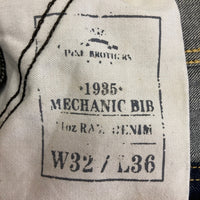 BROTHERS
·1935·
MECHANIC BIB
11oz RAW DENIM
W32 / L36